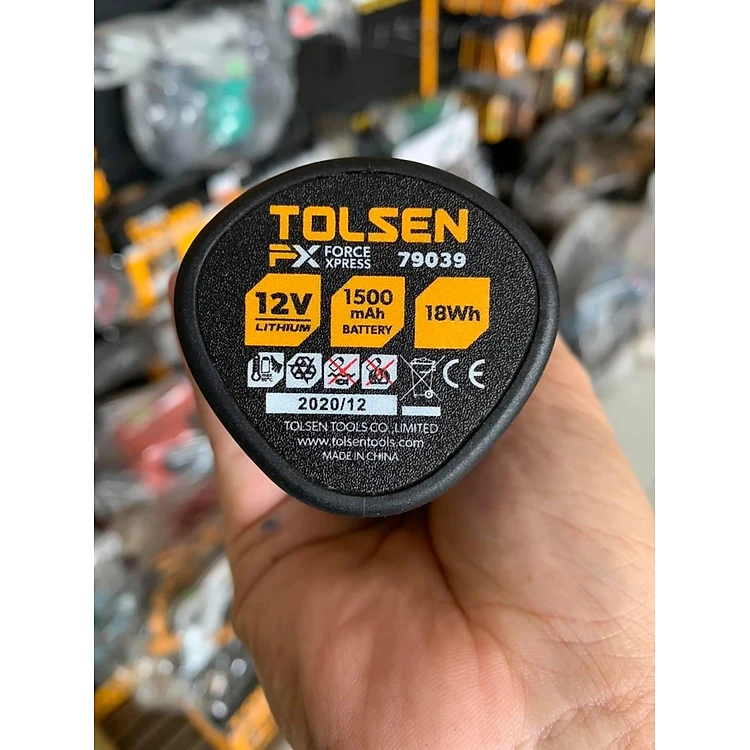 TOLSEN
FX FORCE XPRESS 79039
12V LITHIUM
1500 mAh BATTERY
18Wh
CE
2020/12
TOLSEN TOOLS CO., LIMITED
www.tolsentools.com
MADE IN CHINA